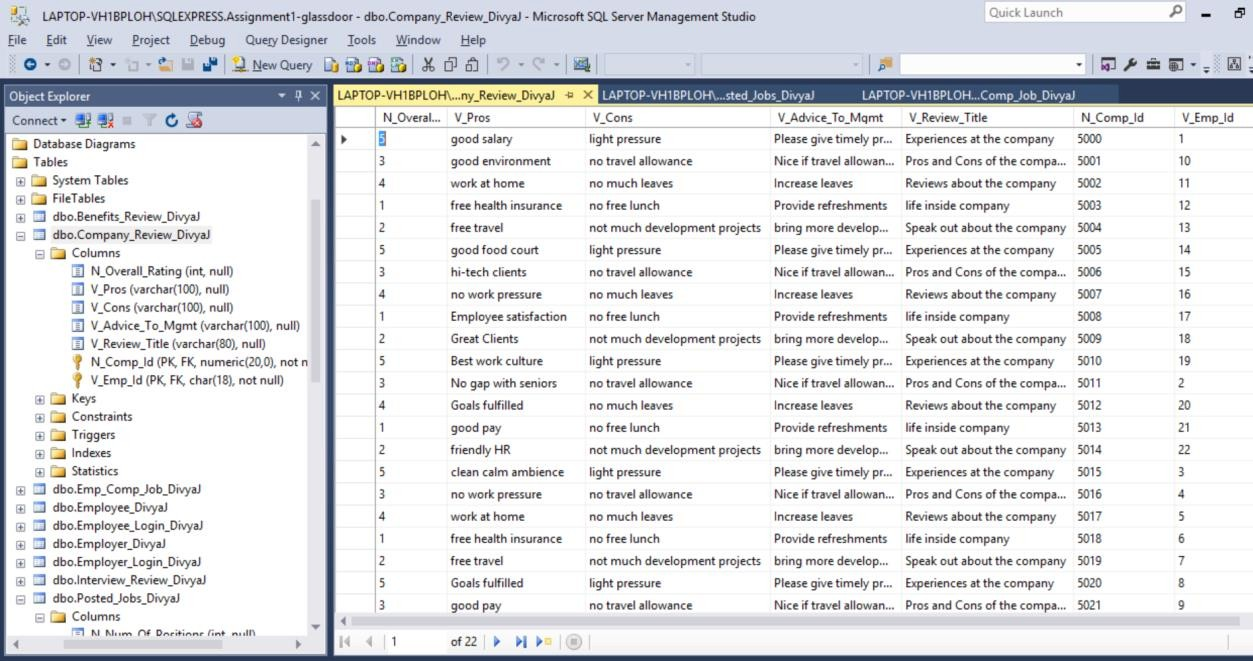 LAPTOP-VH1BPLOH\SQLEXPRESS.Assignment1-glassdoor - dbo.Company_Review_DivyaJ - Microsoft SQL Server Management Studio
Quick Launch
File Edit View Project Debug Query Designer Tools Window Help
New Query
Object Explorer
Connect
Database Diagrams
Tables
System Tables
FileTables
dbo.Benefits_Review_DivyaJ
dbo.Company_Review_DivyaJ
Columns
N_Overall_Rating (int, null)
V_Pros (varchar(100), null)
V_Cons (varchar(100), null)
V_Advice_To_Mgmt (varchar(100), null)
V_Review_Title (varchar(80), null)
N_Comp_Id (PK, FK, numeric(20,0), not n
V_Emp_Id (PK, FK, char(18), not null)
Keys
Constraints
Triggers
Indexes
Statistics
dbo.Emp_Comp_Job_DivyaJ
dbo.Employee_DivyaJ
dbo.Employee_Login_DivyaJ
dbo.Employer_DivyaJ
dbo.Employer_Login_DivyaJ
dbo.Interview_Review_DivyaJ
dbo.Posted_Jobs_DivyaJ
Columns
N_Num_Of_Positions (int, null)
LAPTOP-VH1BPLOH\...ny_Review_DivyaJ LAPTOP-VH1BPLOH\...sted_Jobs_DivyaJ LAPTOP-VH1BPLOH...Comp_Job_DivyaJ
N_Overal... V_Pros V_Cons V_Advice_To_Mgmt V_Review_Title N_Comp_Id V_Emp_Id
5 good salary light pressure Please give timely pr... Experiences at the company 5000 1
3 good environment no travel allowance Nice if travel allowan... Pros and Cons of the compa... 5001 10
4 work at home no much leaves Increase leaves Reviews about the company 5002 11
1 free health insurance no free lunch Provide refreshments life inside company 5003 12
2 free travel not much development projects bring more develop... Speak out about the company 5004 13
5 good food court light pressure Please give timely pr... Experiences at the company 5005 14
3 hi-tech clients no travel allowance Nice if travel allowan... Pros and Cons of the compa... 5006 15
4 no work pressure no much leaves Increase leaves Reviews about the company 5007 16
1 Employee satisfaction no free lunch Provide refreshments life inside company 5008 17
2 Great Clients not much development projects bring more develop... Speak out about the company 5009 18
5 Best work culture light pressure Please give timely pr... Experiences at the company 5010 19
3 No gap with seniors no travel allowance Nice if travel allowan... Pros and Cons of the compa... 5011 2
4 Goals fulfilled no much leaves Increase leaves Reviews about the company 5012 20
1 good pay no free lunch Provide refreshments life inside company 5013 21
2 friendly HR not much development projects bring more develop... Speak out about the company 5014 22
5 clean calm ambience light pressure Please give timely pr... Experiences at the company 5015 3
3 no work pressure no travel allowance Nice if travel allowan... Pros and Cons of the compa... 5016 4
4 work at home no much leaves Increase leaves Reviews about the company 5017 5
1 free health insurance no free lunch Provide refreshments life inside company 5018 6
2 free travel not much development projects bring more develop... Speak out about the company 5019 7
5 Goals fulfilled light pressure Please give timely pr... Experiences at the company 5020 8
3 good pay no travel allowance Nice if travel allowan... Pros and Cons of the compa... 5021 9
1 of 22